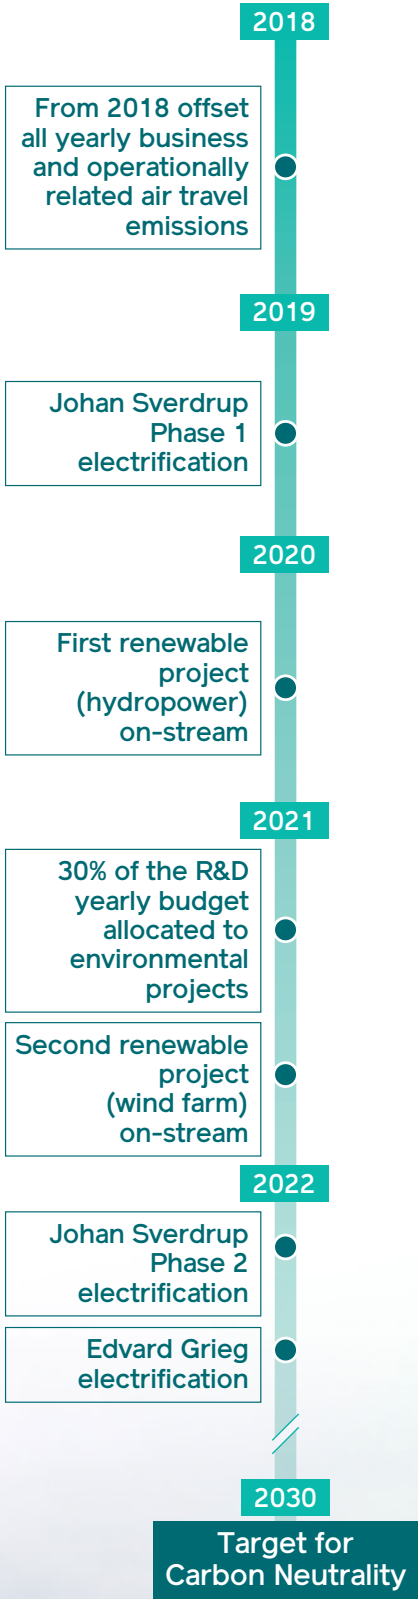 2018
From 2018 offset
all yearly business
and operationally
related air travel
emissions
2019
Johan Sverdrup
Phase 1
electrification
2020
First renewable
project
(hydropower)
on-stream
2021
30% of the R&D
yearly budget
allocated to
environmental
projects
Second renewable
project
(wind farm)
on-stream
2022
Johan Sverdrup
Phase 2
electrification
Edvard Grieg
electrification
2030
Target for
Carbon Neutrality